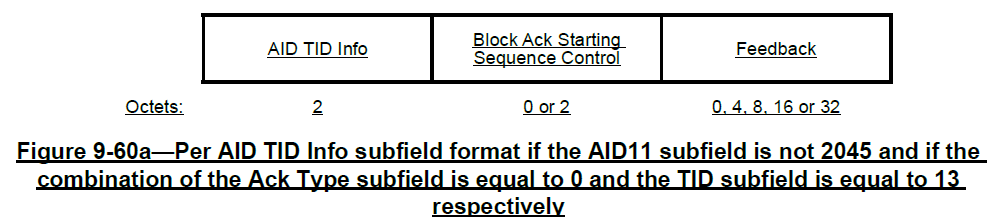 AID TID Info
Block Ack Starting
Sequence Control
Feedback
Octets:
2
0 or 2
0, 4, 8, 16 or 32
Figure 9-60a—Per AID TID Info subfield format if the AID11 subfield is not 2045 and if the
combination of the Ack Type subfield is equal to 0 and the TID subfield is equal to 13
respectively